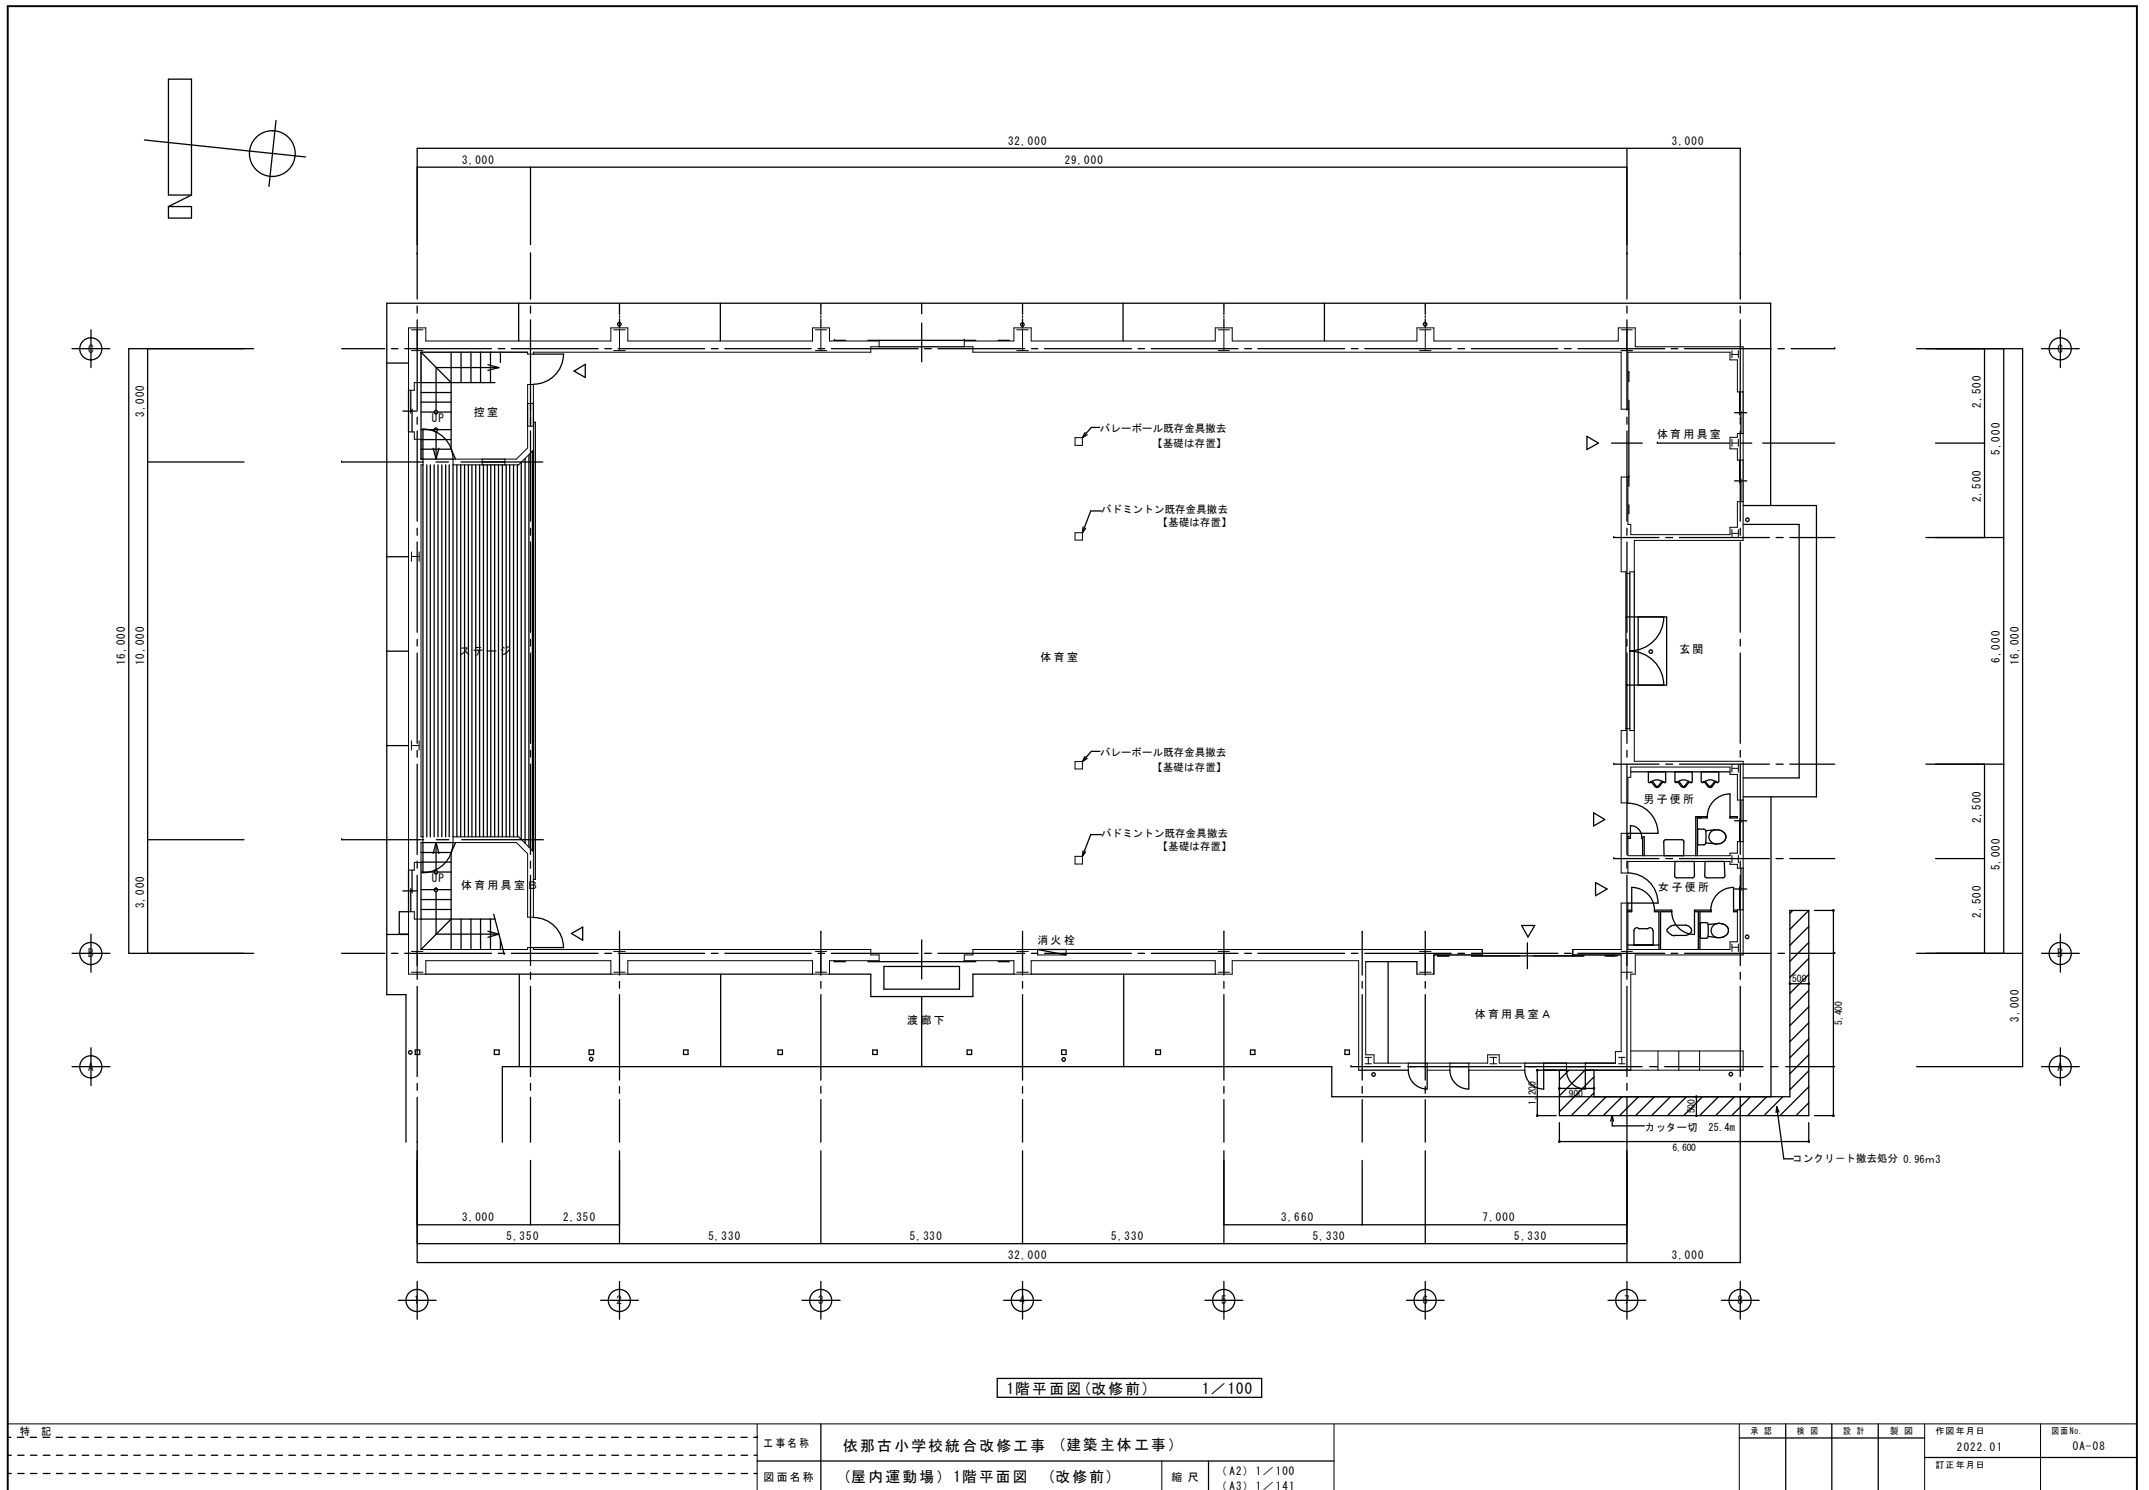 N
32,000
3,000
3,000
29,000
3,000
10,000
3,000
16,000
2,500
2,500
5,000
6,000
16,000
2,500
2,500
5,000
3,000
C
C
B
B
A
A
控室
UP
バレーボール既存金具撤去
【基礎は存置】
体育用具室
バドミントン既存金具撤去
【基礎は存置】
ステージ
体育室
玄関
バレーボール既存金具撤去
【基礎は存置】
男子便所
バドミントン既存金具撤去
【基礎は存置】
UP
体育用具室B
女子便所
消火栓
渡廊下
体育用具室A
500
5,400
1,200
900
500
カッター切 25.4m
6,600
コンクリート撤去処分 0.96m3
3,000
2,350
3,660
7,000
5,350
5,330
5,330
5,330
5,330
5,330
32,000
3,000
1
2
3
4
5
6
7
8
1階平面図(改修前) 1/100
特記
工事名称
依那古小学校統合改修工事 (建築主体工事)
図面名称
(屋内運動場) 1階平面図 (改修前)
縮尺
(A2) 1/100
(A3) 1/141
承認
検図
設計
製図
作図年月日
2022.01
訂正年月日
図面No.
OA-08